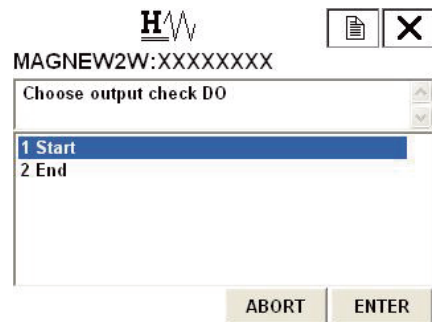 H
MAGNEW2W:XXXXXXXX
Choose output check DO
1 Start
2 End
ABORT ENTER